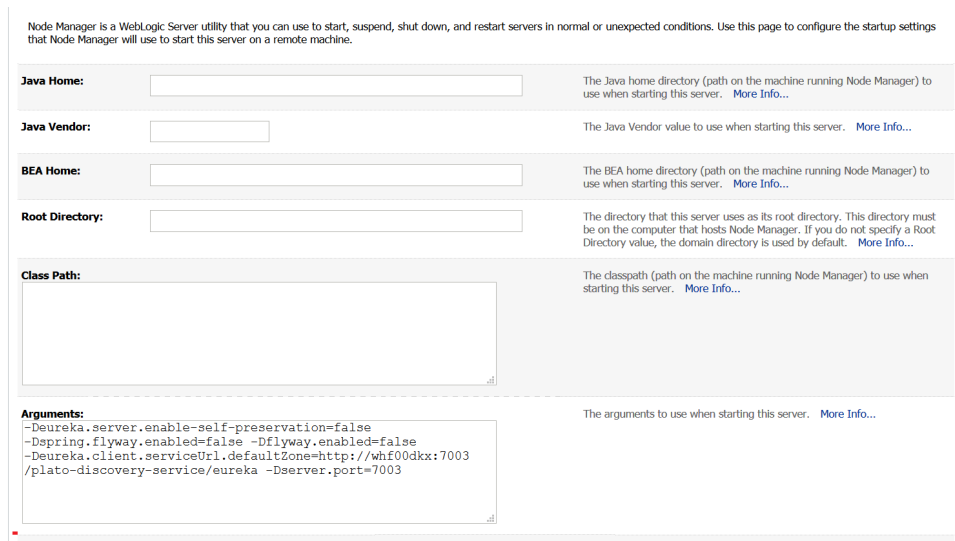 Node Manager is a WebLogic Server utility that you can use to start, suspend, shut down, and restart servers in normal or unexpected conditions. Use this page to configure the startup settings
that Node Manager will use to start this server on a remote machine.
Java Home:
The Java home directory (path on the machine running Node Manager) to
use when starting this server. More Info...
Java Vendor:
The Java Vendor value to use when starting this server. More Info...
BEA Home:
The BEA home directory (path on the machine running Node Manager) to
use when starting this server. More Info...
Root Directory:
The directory that this server uses as its root directory. This directory must
be on the computer that hosts Node Manager. If you do not specify a Root
Directory value, the domain directory is used by default. More Info...
Class Path:
The classpath (path on the machine running Node Manager) to use when
starting this server. More Info...
Arguments:
The arguments to use when starting this server. More Info...
-Deureka.server.enable-self-preservation=false
-Dspring.flyway.enabled=false -Dflyway.enabled=false
-Deureka.client.serviceUrl.defaultZone=http://whf00dkx:7003
/plato-discovery-service/eureka -Dserver.port=7003